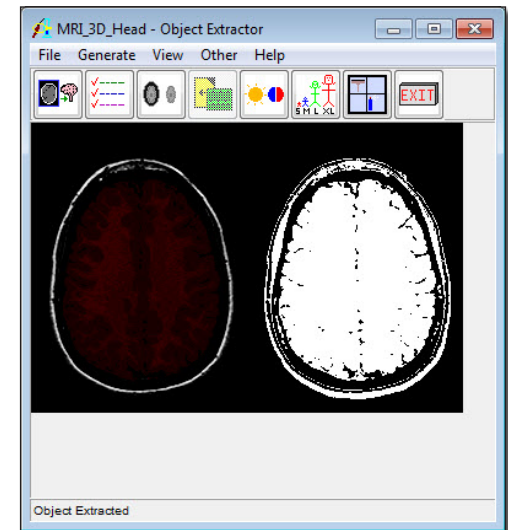 MRI_3D_Head - Object Extractor
File Generate View Other Help
S M L XL
EXIT
Object Extracted